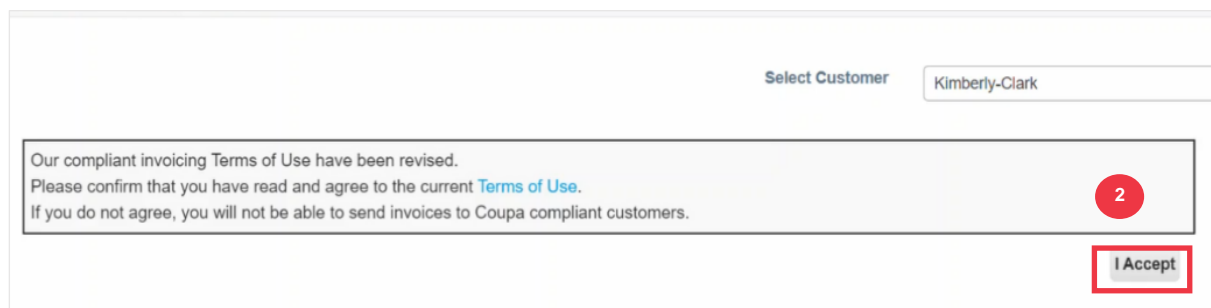 Select Customer
Kimberly-Clark
Our compliant invoicing Terms of Use have been revised.
Please confirm that you have read and agree to the current Terms of Use.
If you do not agree, you will not be able to send invoices to Coupa compliant customers.
2
I Accept